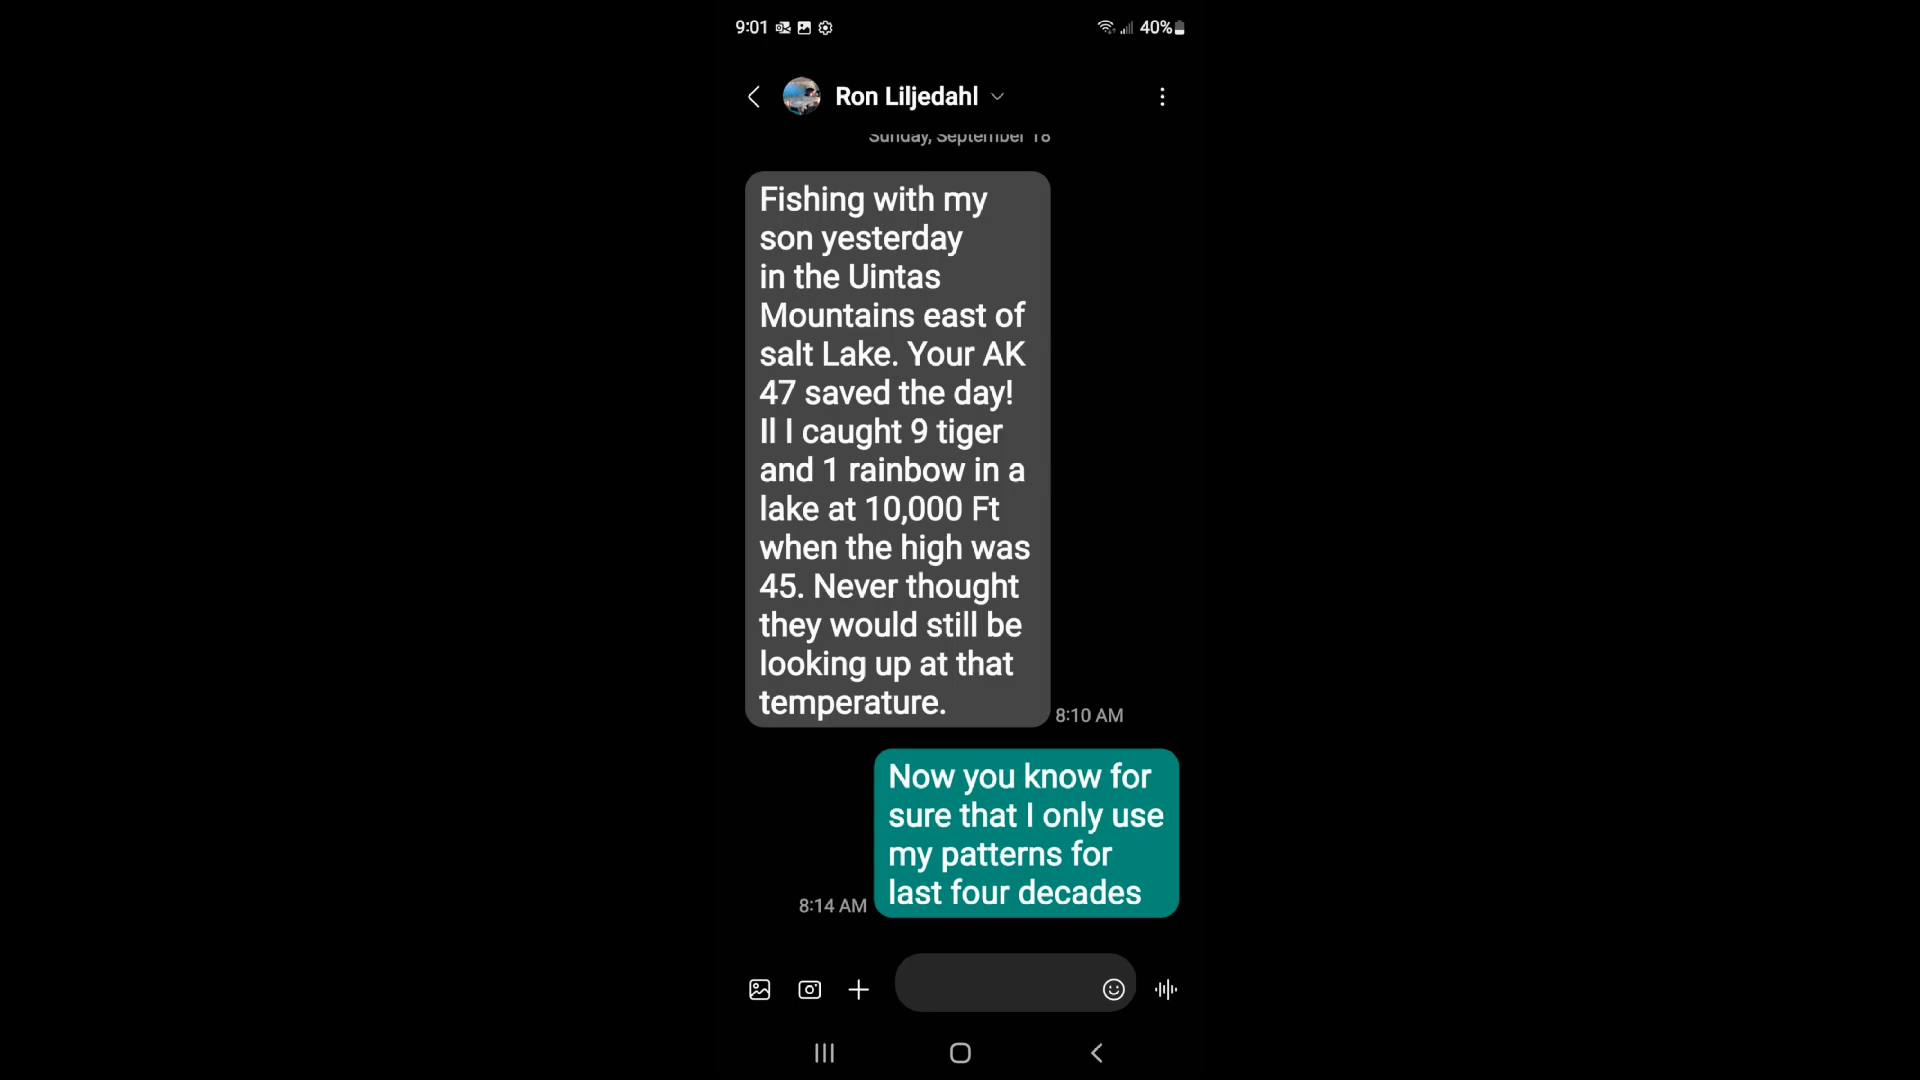 9:01
40%
Ron Liljedahl
Sunday, September 18
Fishing with my
son yesterday
in the Uintas
Mountains east of
salt Lake. Your AK
47 saved the day!
Il I caught 9 tiger
and 1 rainbow in a
lake at 10,000 Ft
when the high was
45. Never thought
they would still be
looking up at that
temperature.
8:10 AM
Now you know for
sure that I only use
my patterns for
last four decades
8:14 AM